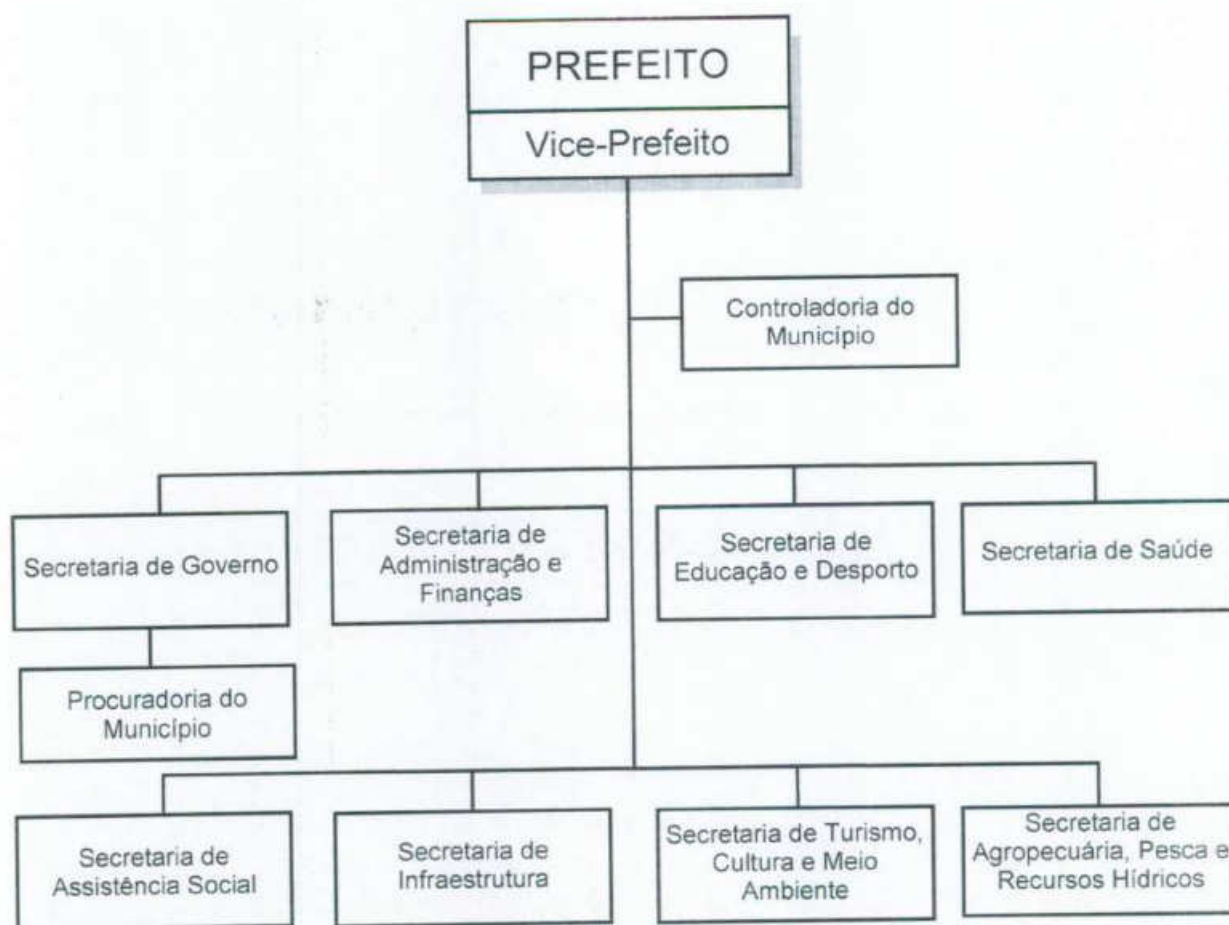 PREFEITO
Vice-Prefeito
Controladoria do
Município
Secretaria de Governo
Secretaria de
Administração e
Finanças
Secretaria de
Educação e Desporto
Secretaria de Saúde
Procuradoria do
Município
Secretaria de
Assistência Social
Secretaria de
Infraestrutura
Secretaria de Turismo,
Cultura e Meio
Ambiente
Secretaria de
Agropecuária, Pesca e
Recursos Hídricos